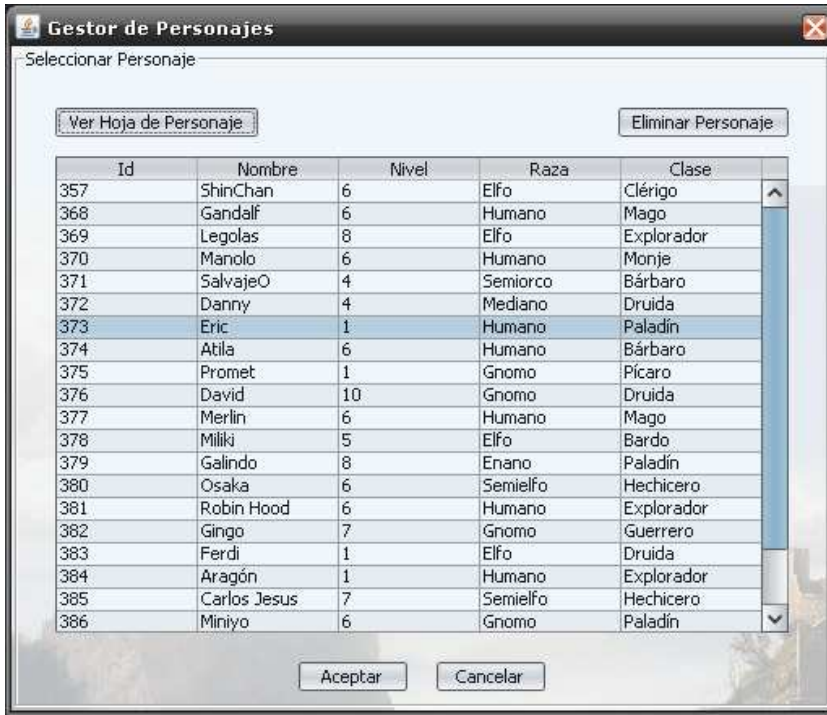 Gestor de Personajes
Seleccionar Personaje
Ver Hoja de Personaje Eliminar Personaje
Id Nombre Nivel Raza Clase
357 ShinChan 6 Elfo Clérigo
368 Gandalf 6 Humano Mago
369 Legolas 8 Elfo Explorador
370 Manolo 6 Humano Monje
371 SalvajeO 4 Semiorco Bárbaro
372 Danny 4 Mediano Druida
373 Eric 1 Humano Paladín
374 Atila 6 Humano Bárbaro
375 Promet 1 Gnomo Pícaro
376 David 10 Gnomo Druida
377 Merlin 6 Humano Mago
378 Miliki 5 Elfo Bardo
379 Galindo 8 Enano Paladín
380 Osaka 6 Semielfo Hechicero
381 Robin Hood 6 Humano Explorador
382 Gingo 7 Gnomo Guerrero
383 Ferdi 1 Elfo Druida
384 Aragón 1 Humano Explorador
385 Carlos Jesus 7 Semielfo Hechicero
386 Miniyo 6 Gnomo Paladín
Aceptar Cancelar